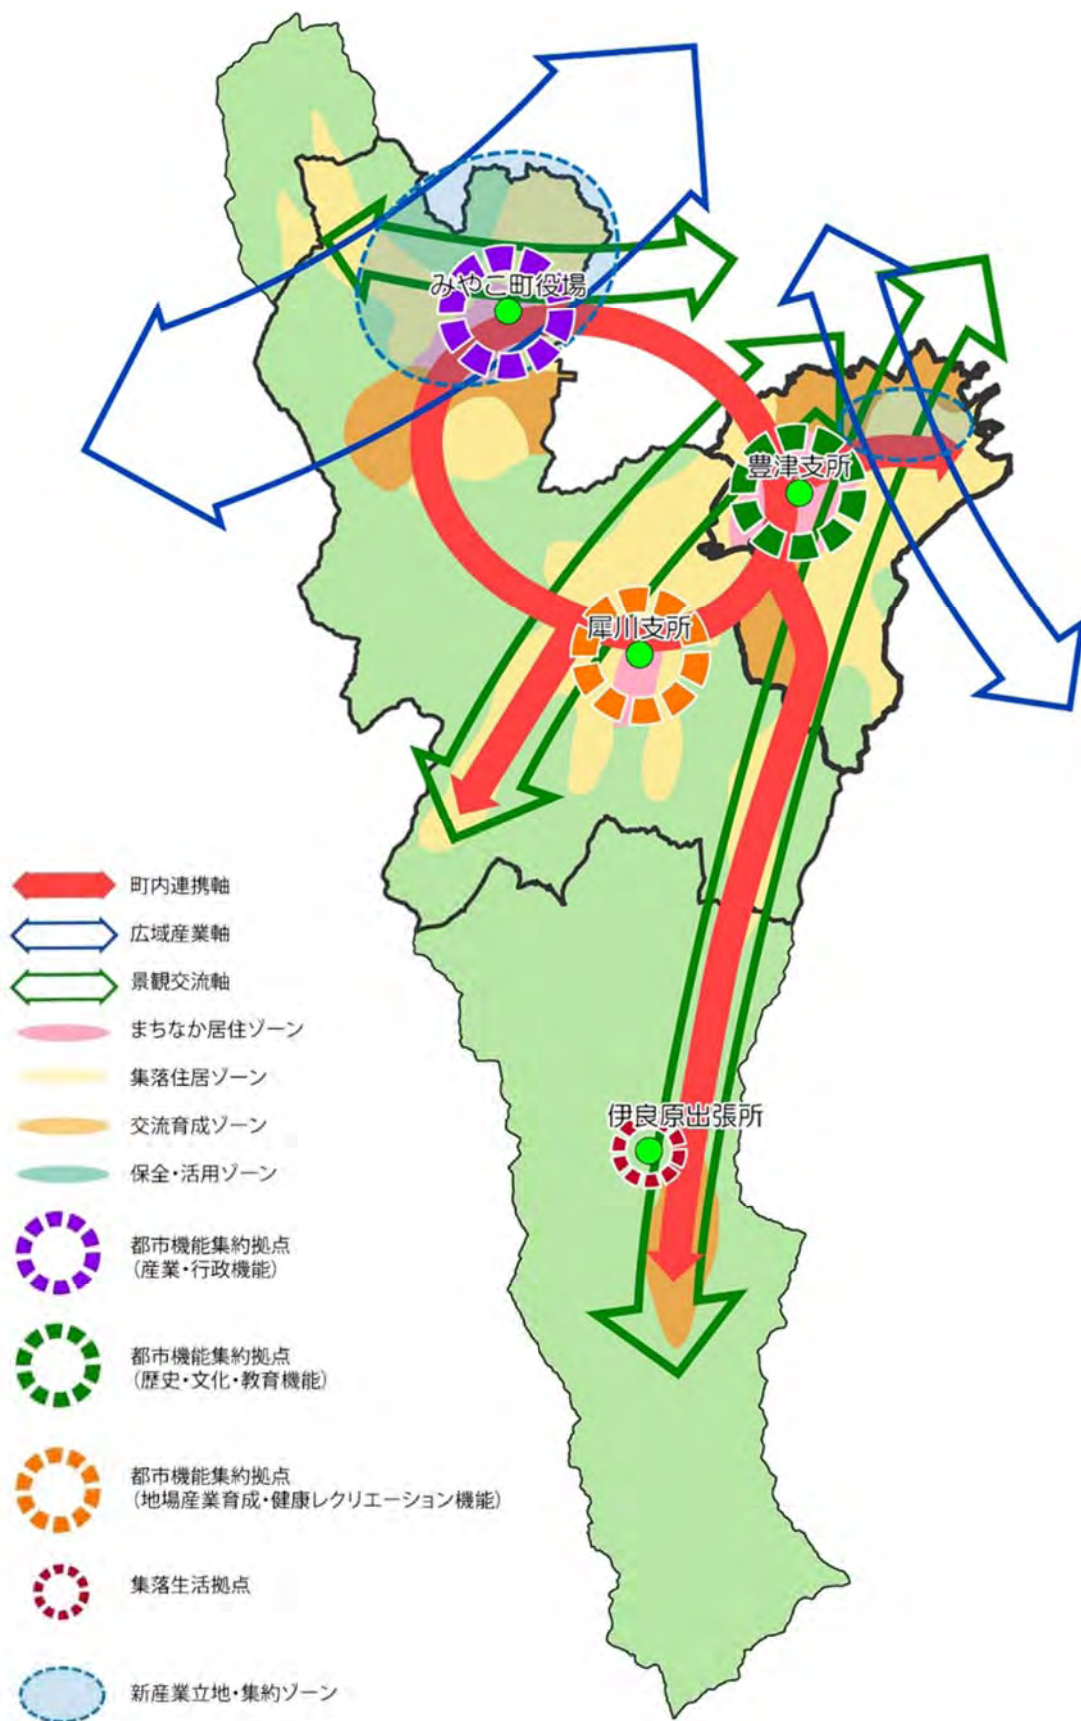 みやこ町役場
豊津支所
犀川支所
伊良原出張所
町内連携軸
広域産業軸
景観交流軸
まちなか居住ゾーン
集落住居ゾーン
交流育成ゾーン
保全・活用ゾーン
都市機能集約拠点
(産業・行政機能)
都市機能集約拠点
(歴史・文化・教育機能)
都市機能集約拠点
(地場産業育成・健康レクリエーション機能)
集落生活拠点
新産業立地・集約ゾーン